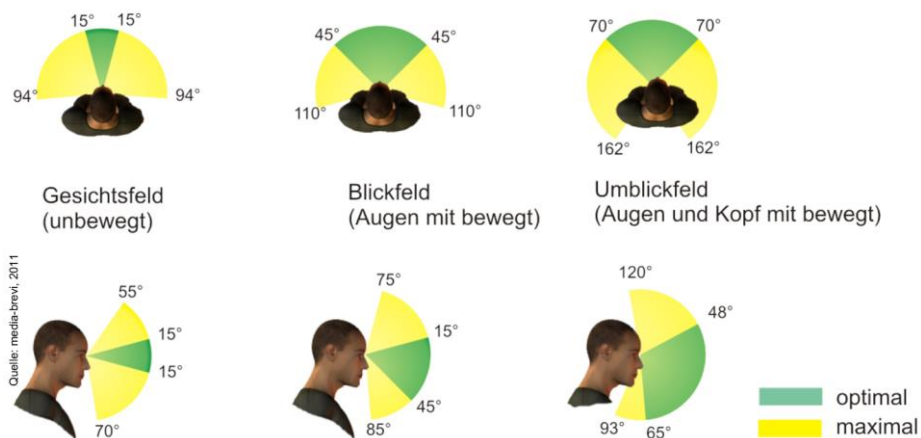 15° 15°
94° 94°
45° 45°
110° 110°
70° 70°
162° 162°
Gesichtsfeld
(unbewegt)
Blickfeld
(Augen mit bewegt)
Umblickfeld
(Augen und Kopf mit bewegt)
Quelle: media-brevi, 2011
55°
15°
15°
70°
75°
15°
45°
85°
120°
48°
93° 65°
optimal
maximal